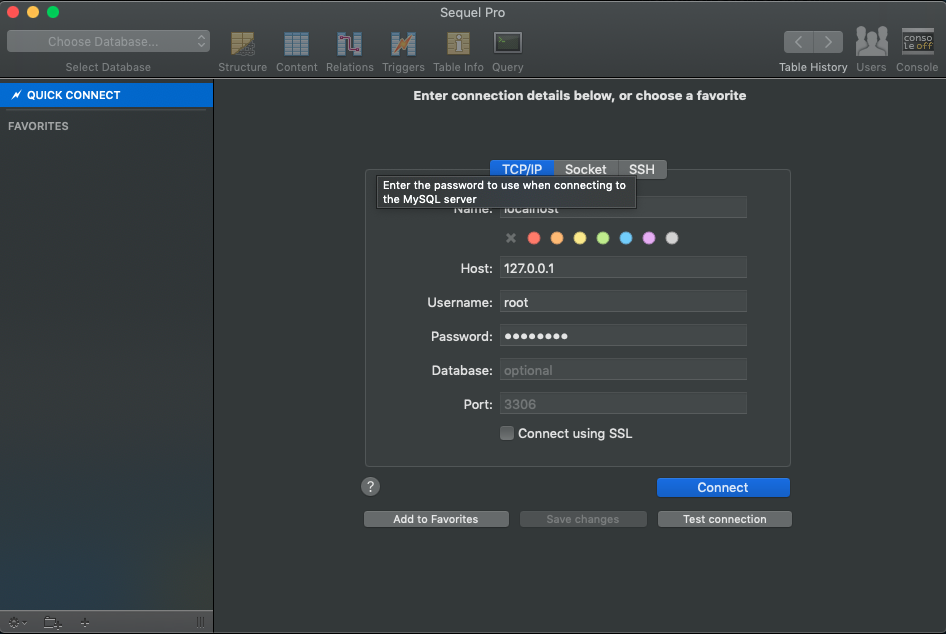 Sequel Pro
Choose Database...
Select Database
Structure
Content
Relations
Triggers
Table Info
Query
Table History
Users
conso
le off
Console
QUICK CONNECT
FAVORITES
Enter connection details below, or choose a favorite
TCP/IP
Socket
SSH
Enter the password to use when connecting to
the MySQL server
Name: localhost
Host: 127.0.0.1
Username: root
Password: ●●●●●●●●
Database: optional
Port: 3306
Connect using SSL
?
Connect
Add to Favorites
Save changes
Test connection